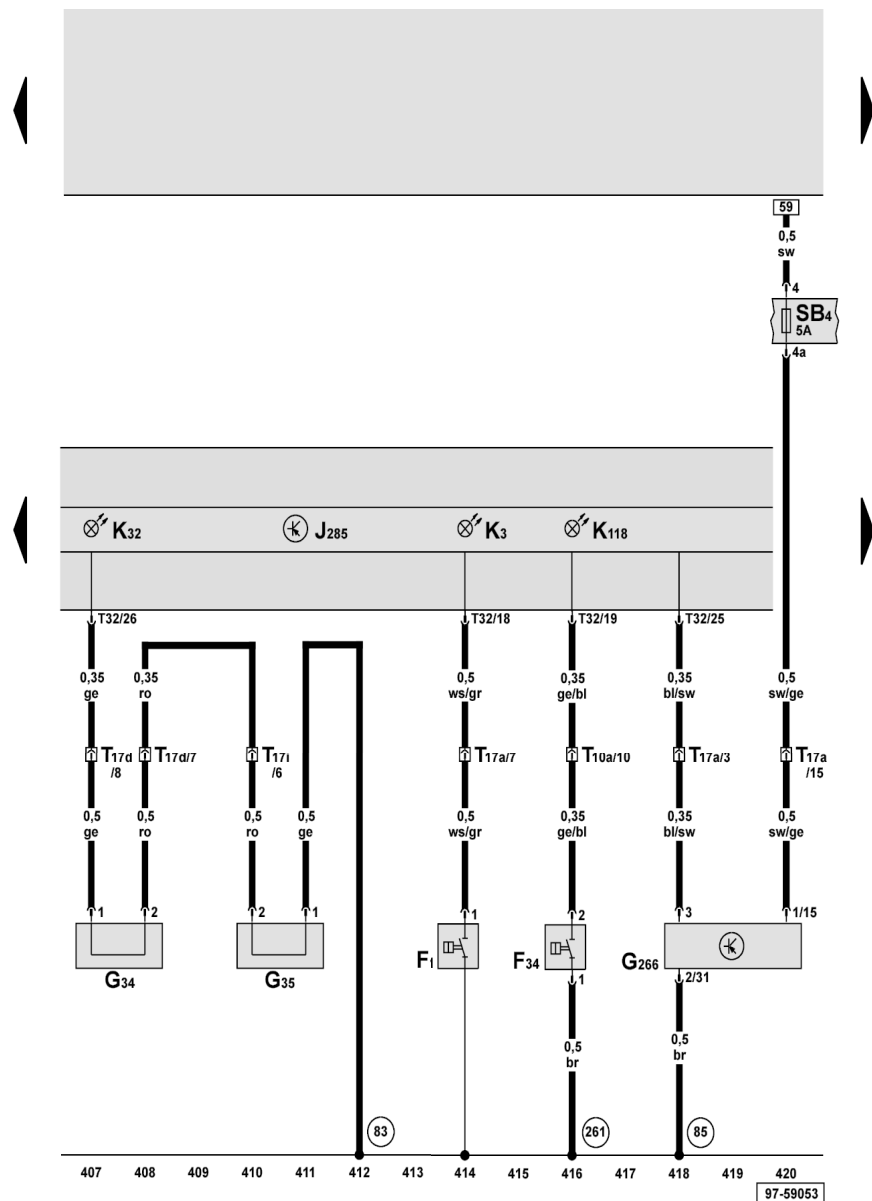 59
0,5
sw
4
SB4
5A
4a
K32
J285
K3
K118
T32/26
T32/18
T32/19
T32/25
0,35 0,35 0,5 0,35 0,35 0,5
ge ro ws/gr ge/bl bl/sw sw/ge
T17d T17d/7 T17i T17a/7 T10a/10 T17a/3 T17a
/8 /6 /15
0,5 0,5 0,5 0,5 0,5 0,35 0,35 0,5
ge ro ro ge ws/gr ge/bl bl/sw sw/ge
1 2 2 1 1 2 3 1/15
G34 G35 F1 F34 G266
1 2/31
0,5 0,5
br br
83 261 85
407 408 409 410 411 412 413 414 415 416 417 418 419 420
97-59053